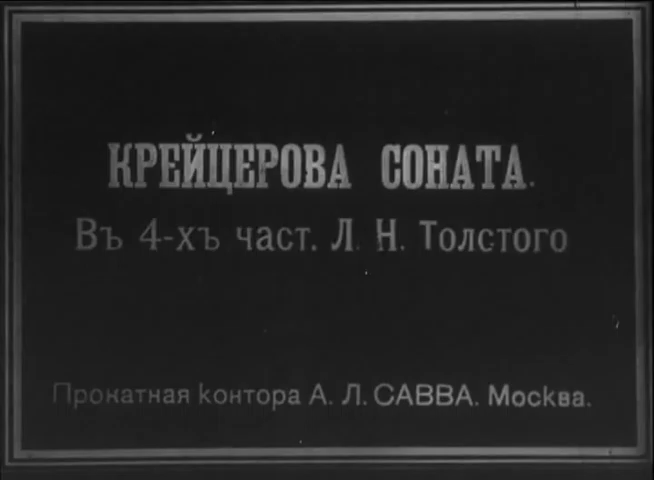 КРЕЙЦЕРОВА СОНАТА.
Въ 4-хъ част. Л. Н. Толстого
Прокатная контора А. Л. САВВА. Москва.